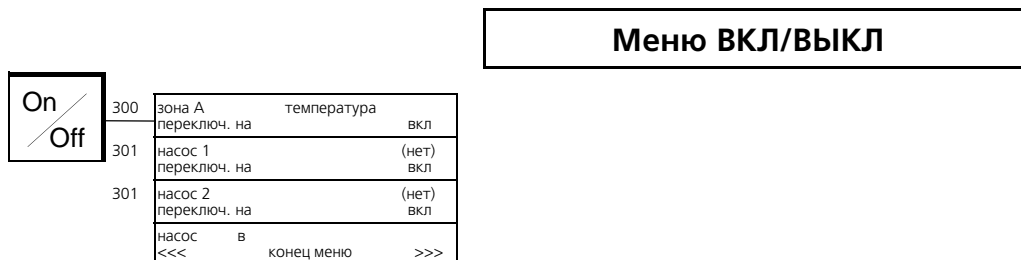 Меню ВКЛ/ВЫКЛ
On
Off
300 зона A температура
переключ. на вкл
301 насос 1 (нет)
переключ. на вкл
301 насос 2 (нет)
переключ. на вкл
насос в
<<< конец меню >>>